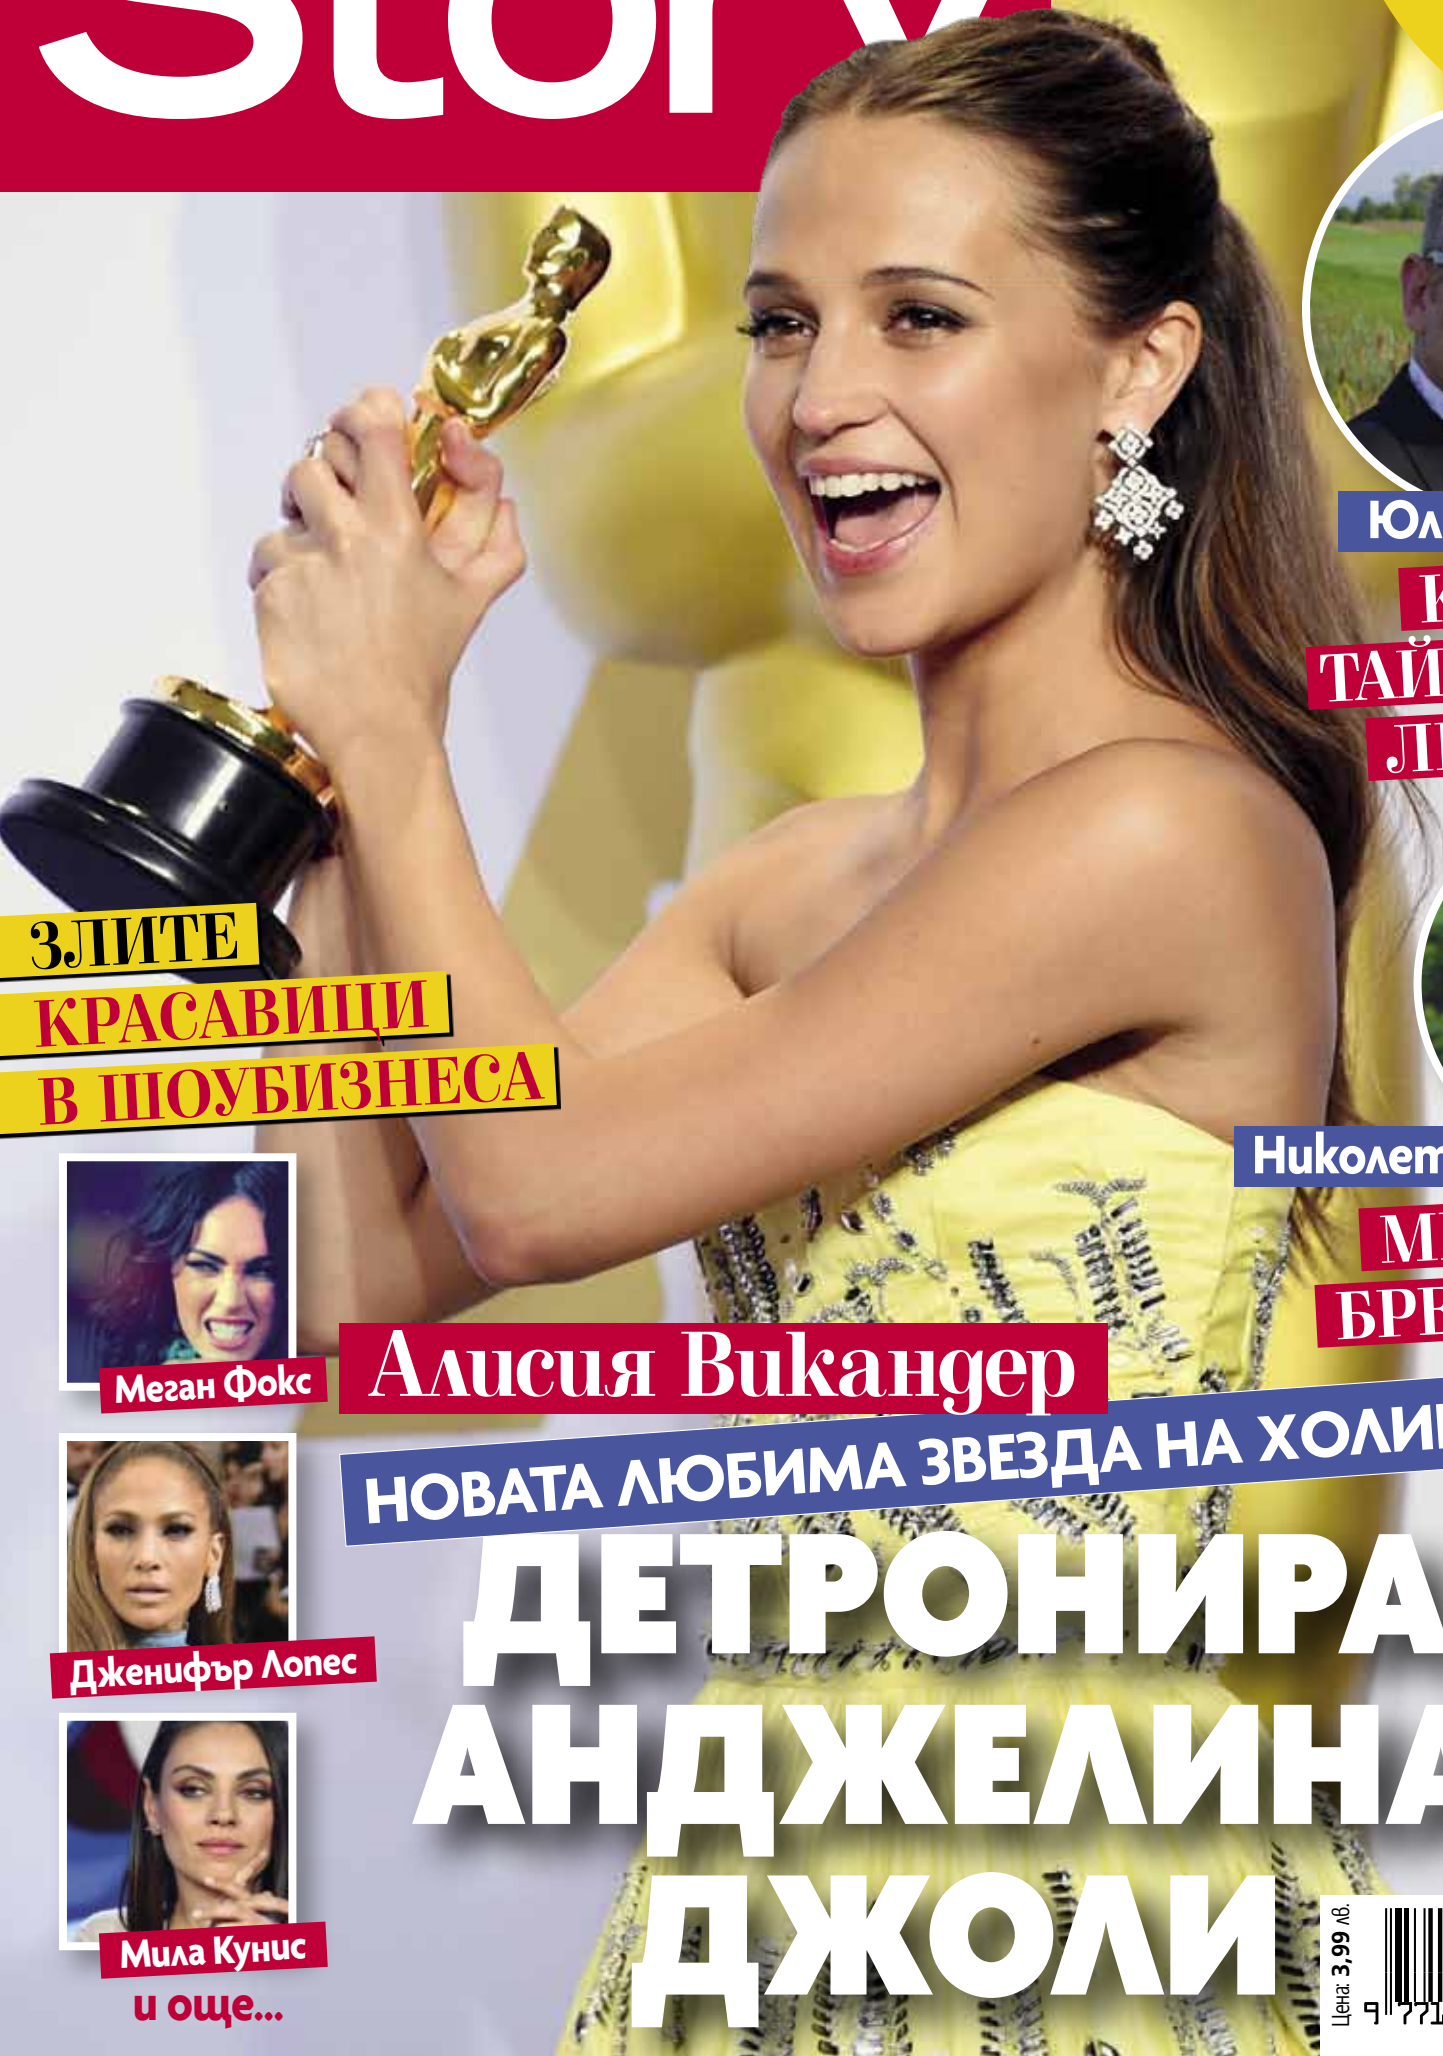 Story
ЗЛИТЕ
КРАСАВИЦИ
В ШОУБИЗНЕСА
Меган Фокс
Дженифър Лопес
Мила Кунис
и още...
Алисия Викандер
НОВАТА ЛЮБИМА ЗВЕЗДА НА
ДЕТРОНИРА
АНДЖЕЛИНА
ДЖОЛИ
Цена: 3,99 лв.